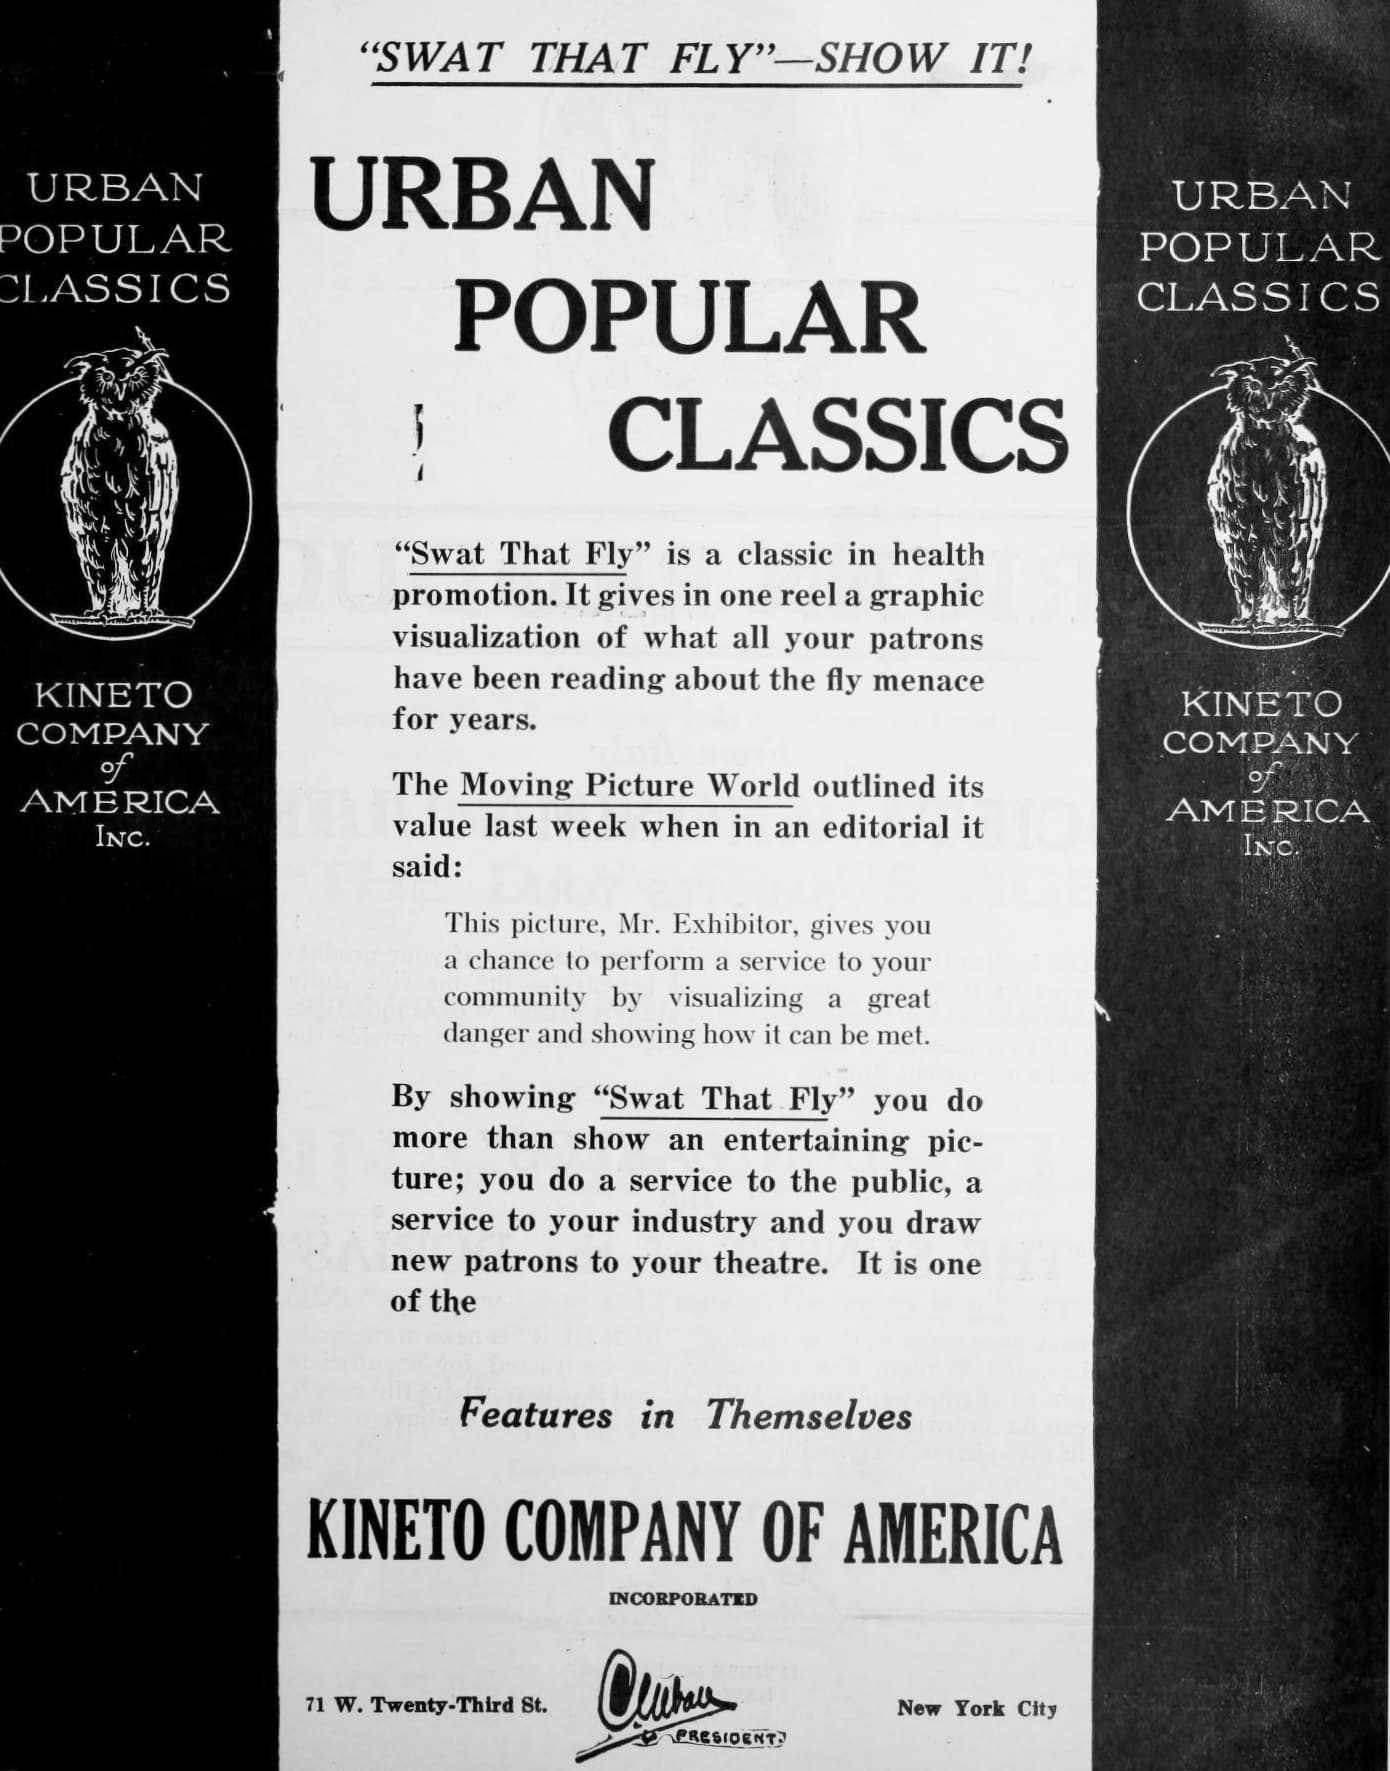 "SWAT THAT FLY"—SHOW IT!
URBAN
POPULAR
CLASSICS
"Swat That Fly" is a classic in health
promotion. It gives in one reel a graphic
visualization of what all your patrons
have been reading about the fly menace
for years.
The Moving Picture World outlined its
value last week when in an editorial it
said:
This picture, Mr. Exhibitor, gives you
a chance to perform a service to your
community by visualizing a great
danger and showing how it can be met.
By showing "Swat That Fly" you do
more than show an entertaining pic-
ture; you do a service to the public, a
service to your industry and you draw
new patrons to your theatre. It is one
of the
Features in Themselves
KINETO COMPANY OF AMERICA
INCORPORATED
71 W. Twenty-Third St.
C Urban
PRESIDENT
New York City
URBAN
POPULAR
CLASSICS
KINETO
COMPANY
of
AMERICA
INC.
URBAN
POPULAR
CLASSICS
KINETO
COMPANY
of
AMERICA
INC.